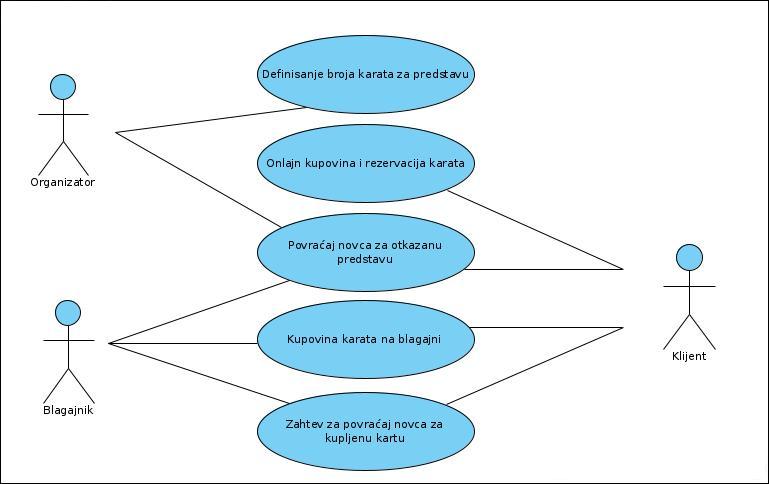 Definisanje broja karata za predstavu
Onlajn kupovina i rezervacija karata
Organizator
Povraćaj novca za otkazanu
predstavu
Kupovina karata na blagajni
Klijent
Blagajnik
Zahtev za povraćaj novca za
kupljenu kartu